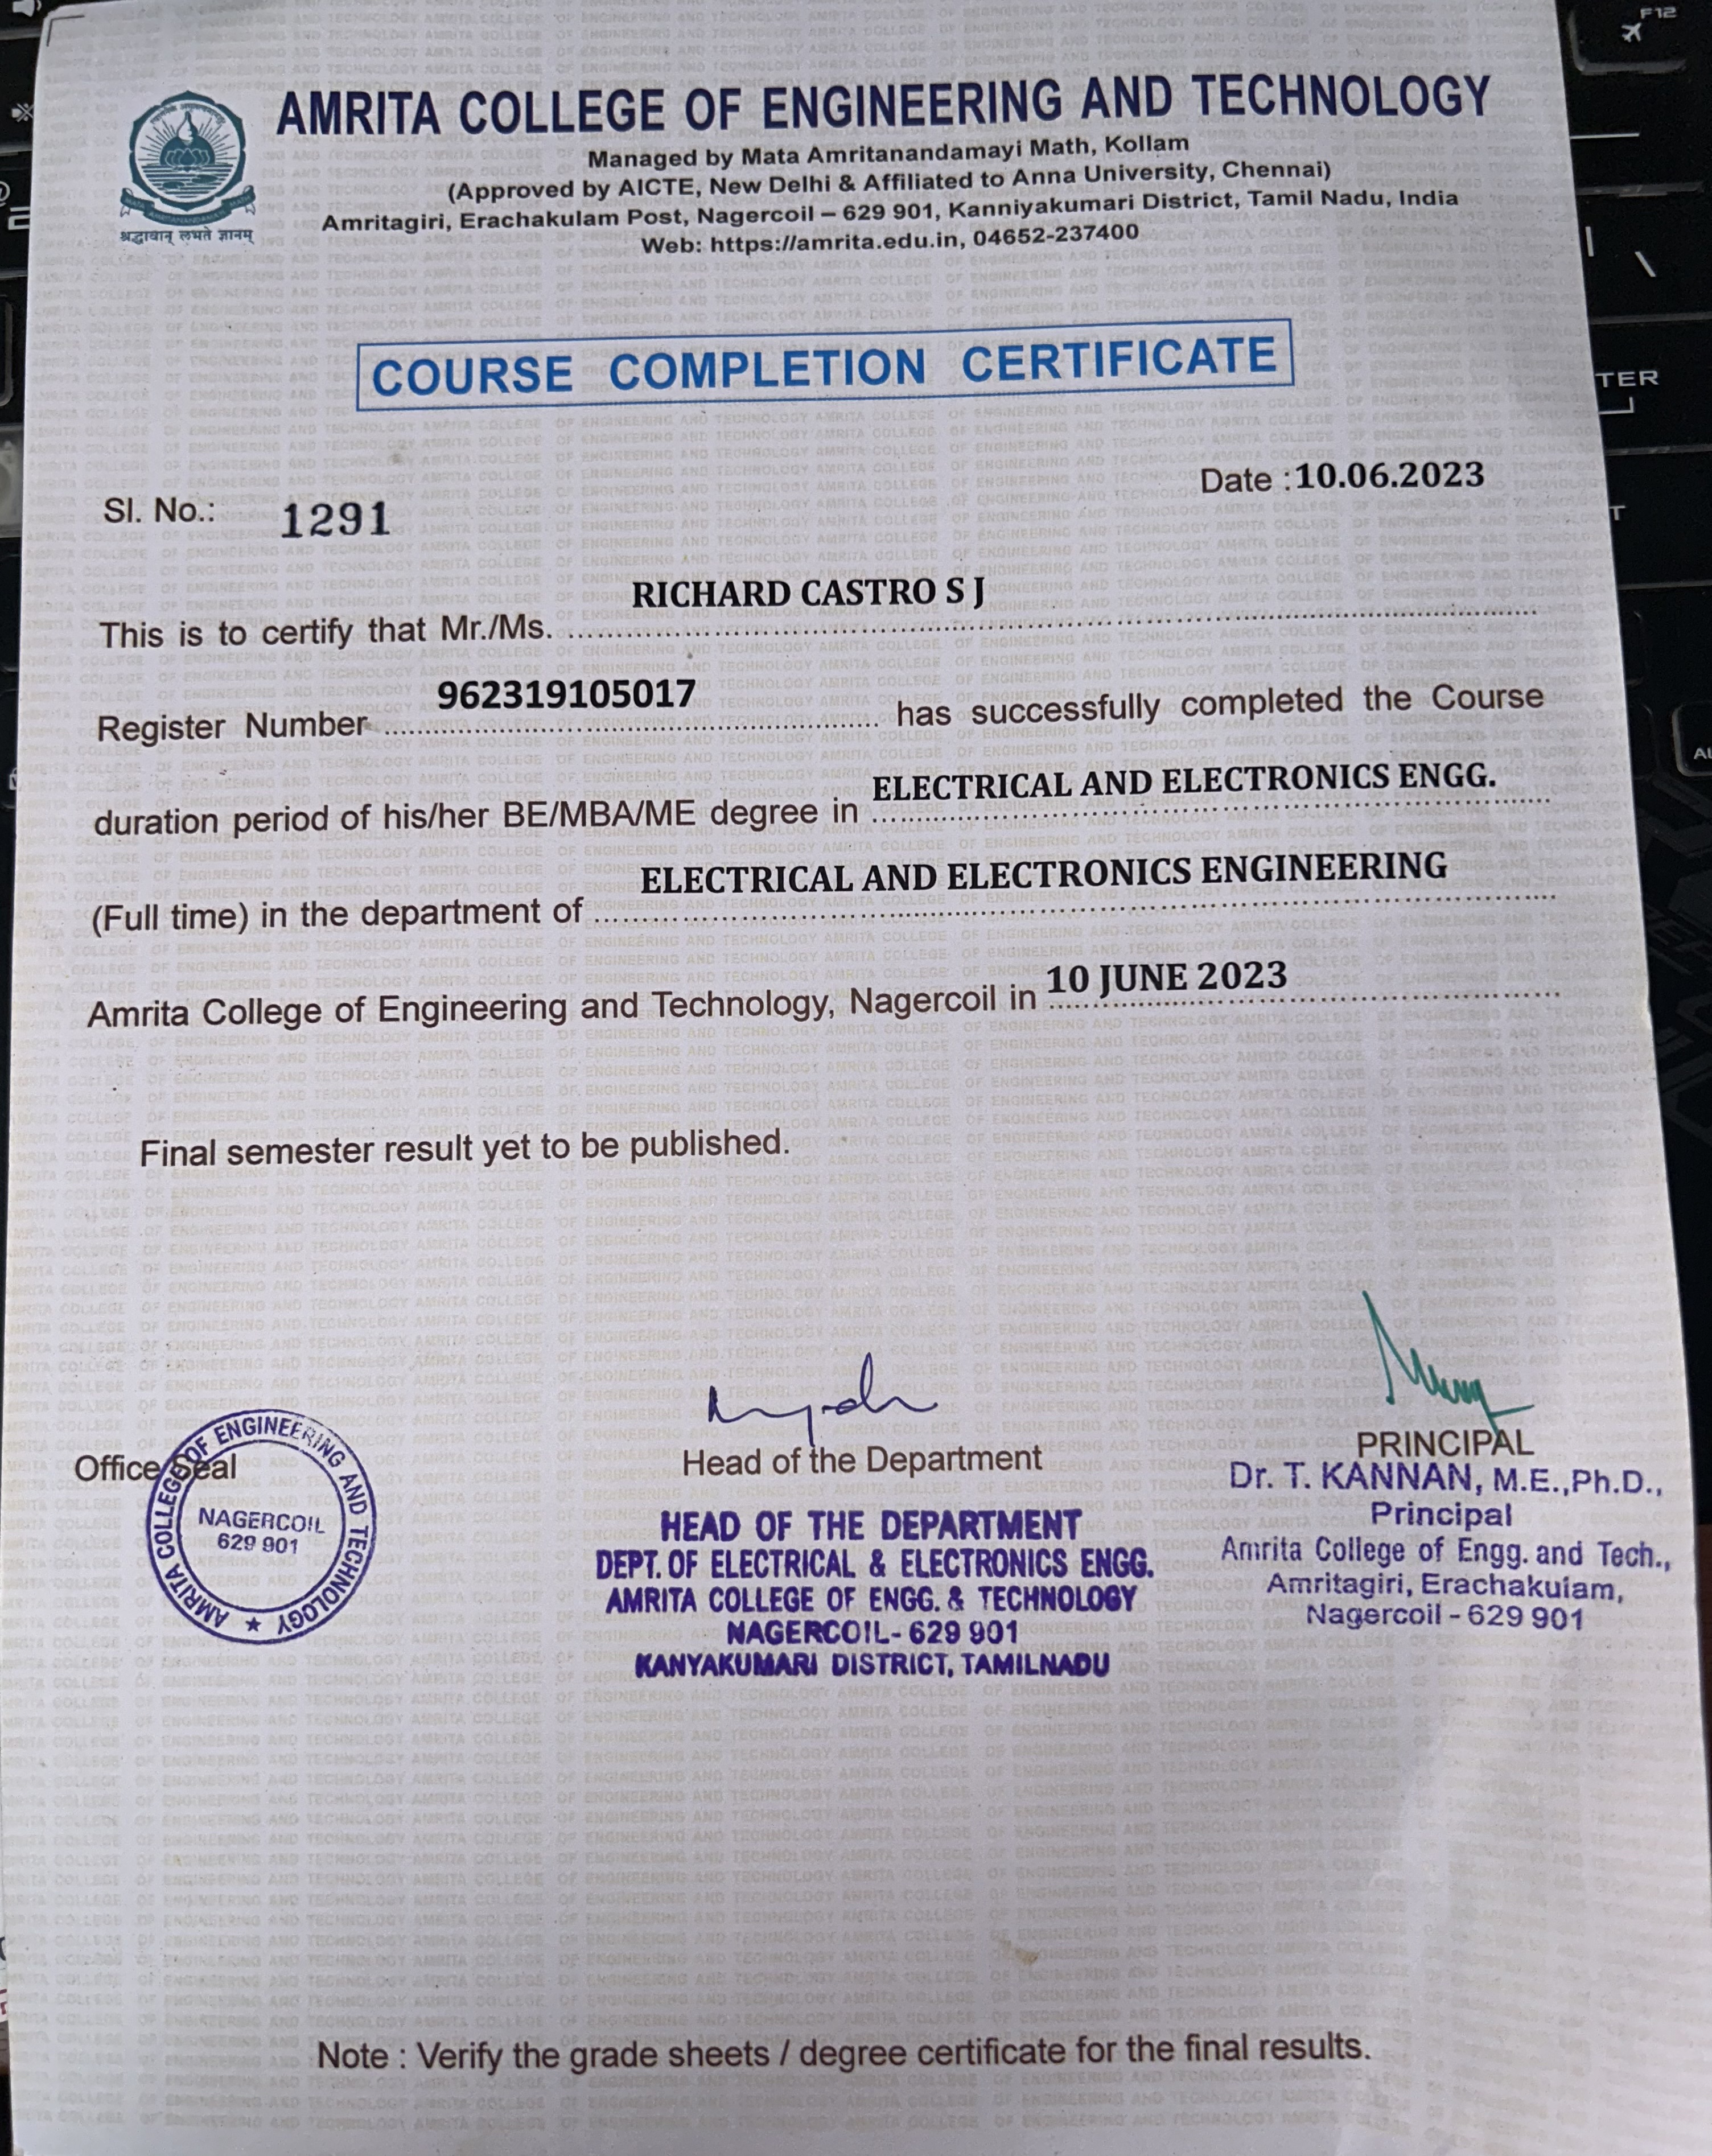 AMRITA COLLEGE OF ENGINEERING AND TECHNOLOGY
Managed by Mata Amritanandamayi Math, Kollam
(Approved by AICTE, New Delhi & Affiliated to Anna University, Chennai)
Amritagiri, Erachakulam Post, Nagercoil – 629 901, Kanniyakumari District, Tamil Nadu, India
Web: https://amrita.edu.in, 04652-237400
MATA AMRITANANDAMAYI MATH
श्रद्धावान् लभते ज्ञानम्
COURSE COMPLETION CERTIFICATE
Date : 10.06.2023
Sl. No.: 1291
This is to certify that Mr./Ms. RICHARD CASTRO S J
Register Number 962319105017 has successfully completed the Course
duration period of his/her BE/MBA/ME degree in ELECTRICAL AND ELECTRONICS ENGG.
(Full time) in the department of ELECTRICAL AND ELECTRONICS ENGINEERING
Amrita College of Engineering and Technology, Nagercoil in 10 JUNE 2023
Final semester result yet to be published.
Office Seal
AMRITA COLLEGE OF ENGINEERING AND TECHNOLOGY
NAGERCOIL
629 901
Head of the Department
HEAD OF THE DEPARTMENT
DEPT. OF ELECTRICAL & ELECTRONICS ENGG.
AMRITA COLLEGE OF ENGG. & TECHNOLOGY
NAGERCOIL- 629 901
KANYAKUMARI DISTRICT, TAMILNADU
PRINCIPAL
Dr. T. KANNAN, M.E.,Ph.D.,
Principal
Amrita College of Engg. and Tech.,
Amritagiri, Erachakulam,
Nagercoil - 629 901
Note : Verify the grade sheets / degree certificate for the final results.
F12